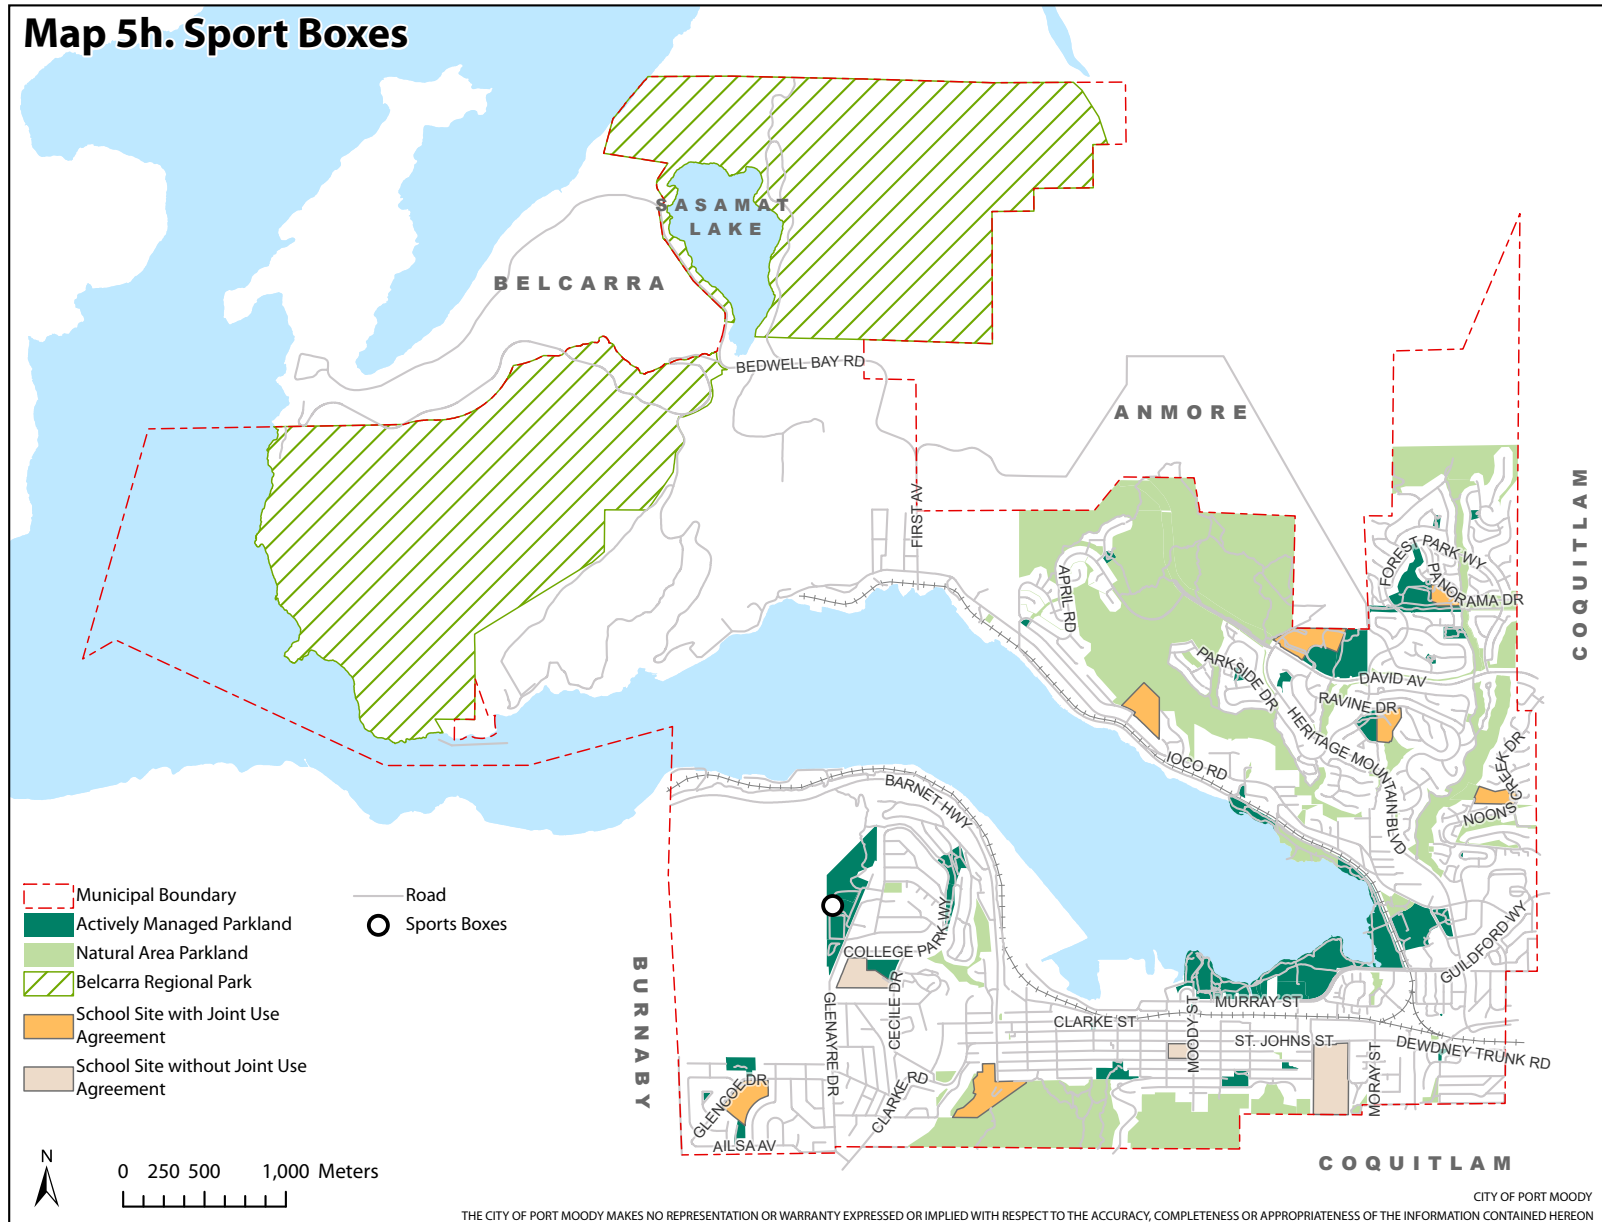 Map 5h. Sport Boxes
SASAMAT
LAKE
BELCARRA
BEDWELL BAY RD
ANMORE
COQUITLAM
FIRST AV
APRIL RD
FOREST PARK WY
PANORAMA DR
PARKSIDE DR
DAVID AV
RAVINE DR
HERITAGE MOUNTAIN BLVD
IOCO RD
NOONS CREEK DR
BARNET HWY
GUILDFORD WY
COLLEGE PARK WY
CECILE DR
GLENAYRE DR
BURNABY
MURRAY ST
CLARKE ST
MOODY ST
ST. JOHNS ST
DEWDNEY TRUNK RD
MORAY ST
CLARKE RD
GLENCOE DR
AILSA AV
COQUITLAM
Municipal Boundary
Actively Managed Parkland
Natural Area Parkland
Belcarra Regional Park
School Site with Joint Use
Agreement
School Site without Joint Use
Agreement
Road
Sports Boxes
N
0 250 500 1,000 Meters
CITY OF PORT MOODY
THE CITY OF PORT MOODY MAKES NO REPRESENTATION OR WARRANTY EXPRESSED OR IMPLIED WITH RESPECT TO THE ACCURACY, COMPLETENESS OR APPROPRIATENESS OF THE INFORMATION CONTAINED HEREON